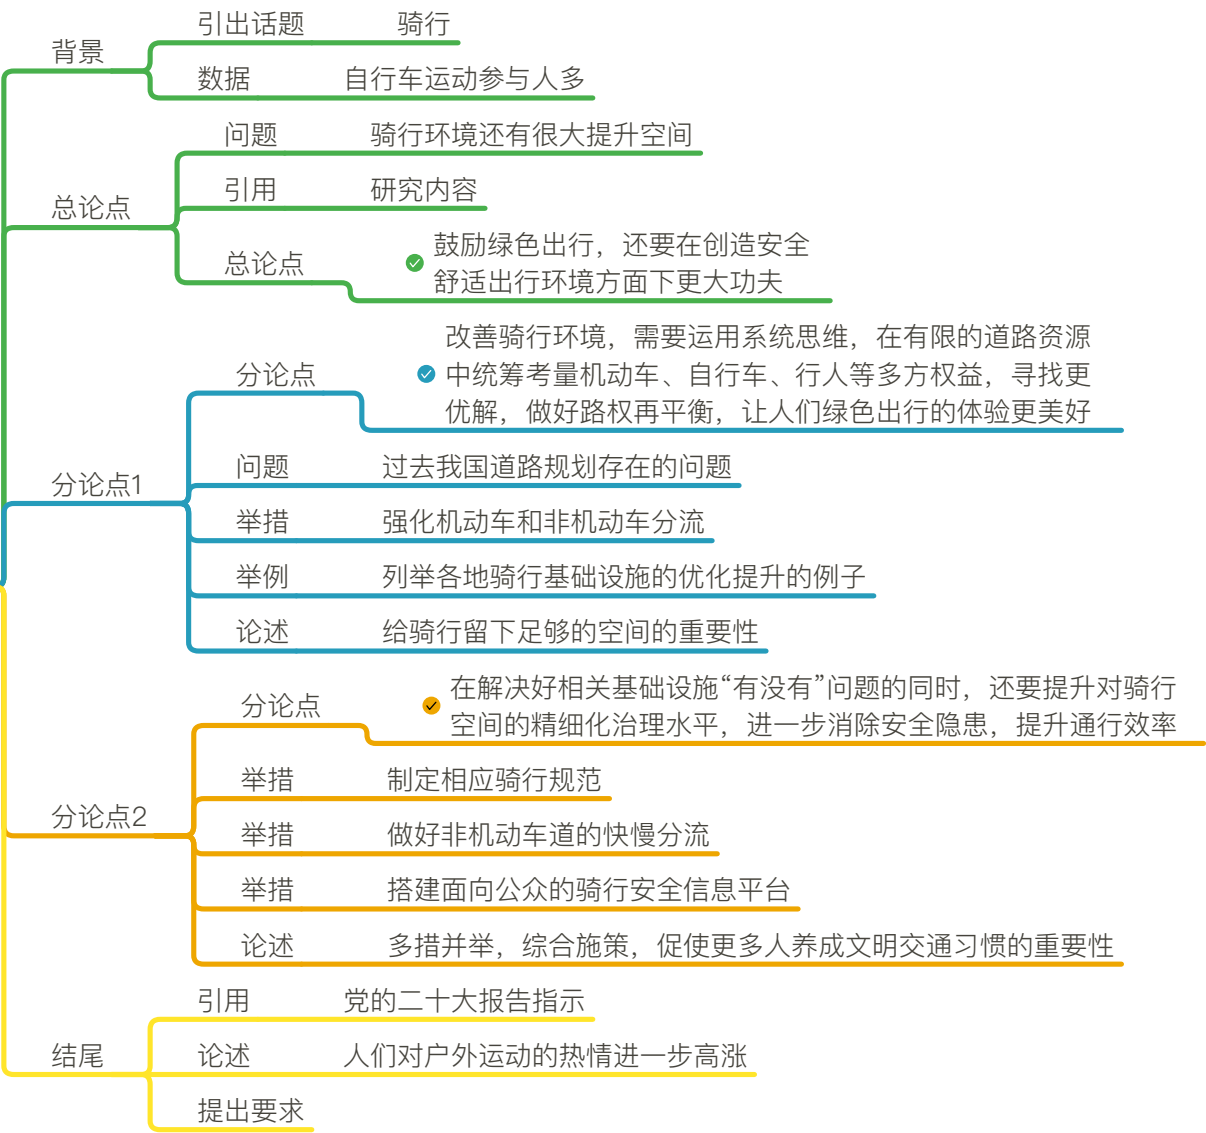 背景
引出话题 骑行
数据 自行车运动参与人多
总论点
问题 骑行环境还有很大提升空间
引用 研究内容
总论点
鼓励绿色出行，还要在创造安全
舒适出行环境方面下更大功夫
分论点1
分论点
改善骑行环境，需要运用系统思维，在有限的道路资源
中统筹考量机动车、自行车、行人等多方权益，寻找更
优解，做好路权再平衡，让人们绿色出行的体验更美好
问题 过去我国道路规划存在的问题
举措 强化机动车和非机动车分流
举例 列举各地骑行基础设施的优化提升的例子
论述 给骑行留下足够的空间的重要性
分论点2
分论点
在解决好相关基础设施“有没有”问题的同时，还要提升对骑行
空间的精细化治理水平，进一步消除安全隐患，提升通行效率
举措 制定相应骑行规范
举措 做好非机动车道的快慢分流
举措 搭建面向公众的骑行安全信息平台
论述 多措并举，综合施策，促使更多人养成文明交通习惯的重要性
结尾
引用 党的二十大报告指示
论述 人们对户外运动的热情进一步高涨
提出要求